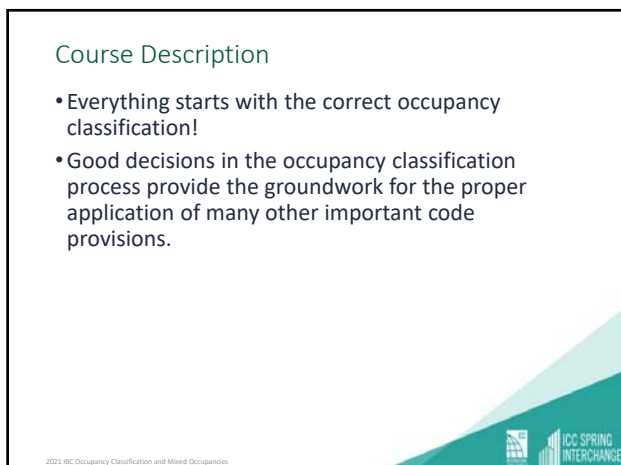 Course Description
• Everything starts with the correct occupancy
classification!
• Good decisions in the occupancy classification
process provide the groundwork for the proper
application of many other important code
provisions.
2021 IBC Occupancy Classification and Mixed Occupancies
ICC SPRING
INTERCHANGE